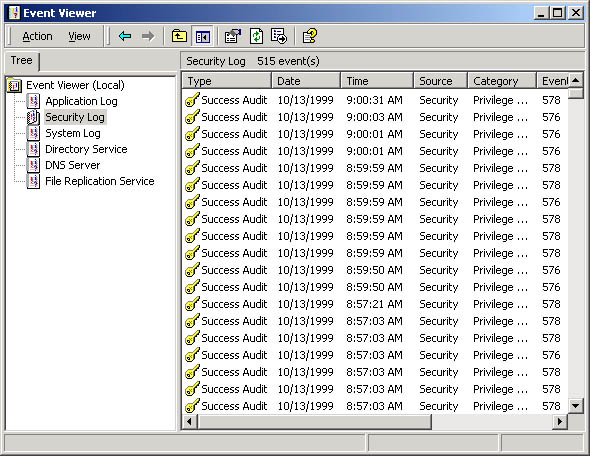 Event Viewer
Action View
Tree
Security Log 515 event(s)
Event Viewer (Local)
Application Log
Security Log
System Log
Directory Service
DNS Server
File Replication Service
Type Date Time Source Category Event
Success Audit 10/13/1999 9:00:31 AM Security Privilege ... 578
Success Audit 10/13/1999 9:00:03 AM Security Privilege ... 576
Success Audit 10/13/1999 9:00:01 AM Security Privilege ... 576
Success Audit 10/13/1999 9:00:01 AM Security Privilege ... 576
Success Audit 10/13/1999 8:59:59 AM Security Privilege ... 578
Success Audit 10/13/1999 8:59:59 AM Security Privilege ... 578
Success Audit 10/13/1999 8:59:59 AM Security Privilege ... 578
Success Audit 10/13/1999 8:59:59 AM Security Privilege ... 578
Success Audit 10/13/1999 8:59:59 AM Security Privilege ... 578
Success Audit 10/13/1999 8:59:59 AM Security Privilege ... 578
Success Audit 10/13/1999 8:59:50 AM Security Privilege ... 576
Success Audit 10/13/1999 8:59:50 AM Security Privilege ... 576
Success Audit 10/13/1999 8:57:21 AM Security Privilege ... 578
Success Audit 10/13/1999 8:57:03 AM Security Privilege ... 578
Success Audit 10/13/1999 8:57:03 AM Security Privilege ... 578
Success Audit 10/13/1999 8:57:03 AM Security Privilege ... 576
Success Audit 10/13/1999 8:57:03 AM Security Privilege ... 578
Success Audit 10/13/1999 8:57:03 AM Security Privilege ... 578
Success Audit 10/13/1999 8:57:03 AM Security Privilege ... 578